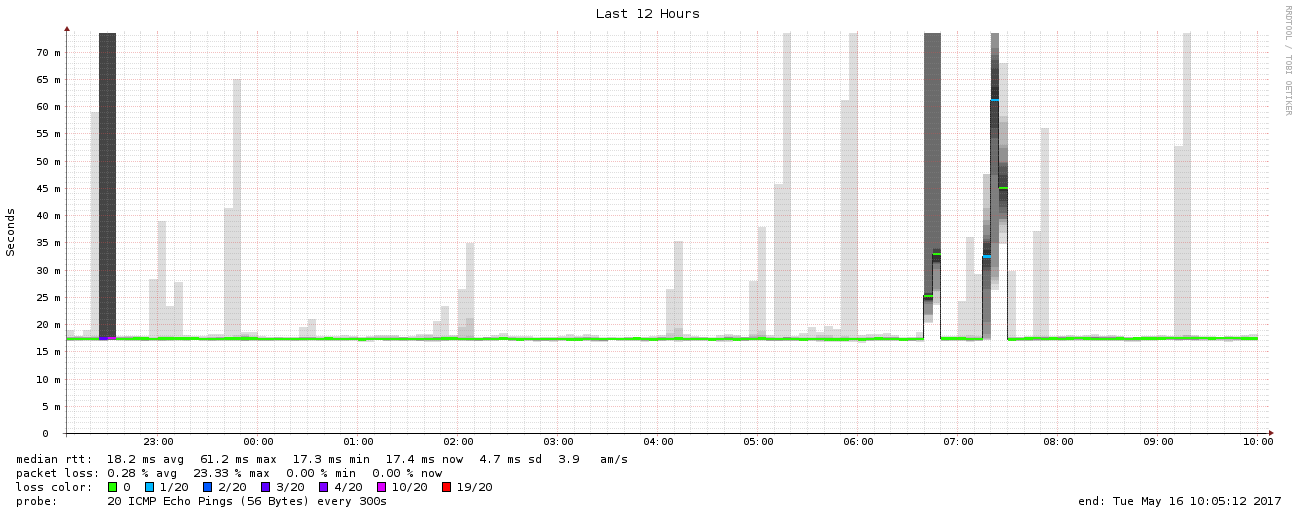 Last 12 Hours
RRDTOOL / TOBI OETIKER
Seconds
70 m
65 m
60 m
55 m
50 m
45 m
40 m
35 m
30 m
25 m
20 m
15 m
10 m
5 m
0
23:00 00:00 01:00 02:00 03:00 04:00 05:00 06:00 07:00 08:00 09:00 10:00
median rtt: 18.2 ms avg 61.2 ms max 17.3 ms min 17.4 ms now 4.7 ms sd 3.9 am/s
packet loss: 0.28 % avg 23.33 % max 0.00 % min 0.00 % now
loss color: 0 1/20 2/20 3/20 4/20 10/20 19/20
probe: 20 ICMP Echo Pings (56 Bytes) every 300s end: Tue May 16 10:05:12 2017